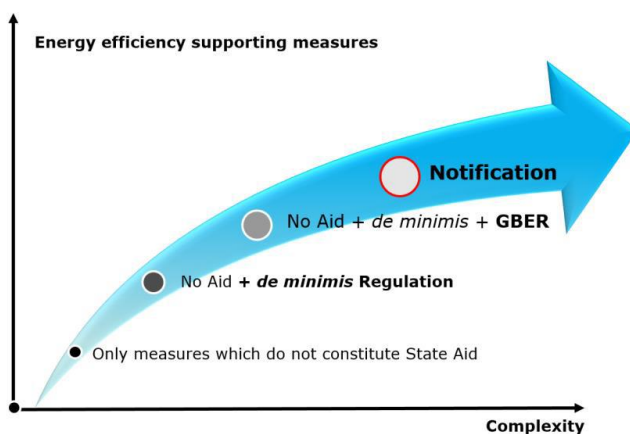 Energy efficiency supporting measures
Notification
No Aid + de minimis + GBER
No Aid + de minimis Regulation
Only measures which do not constitute State Aid
Complexity